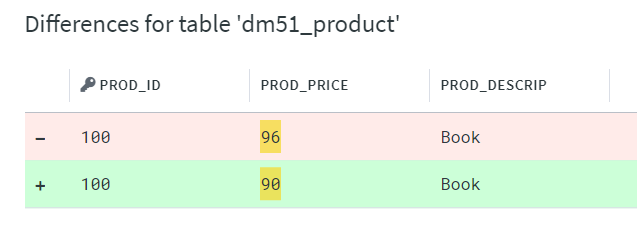 Differences for table 'dm51_product'
PROD_ID PROD_PRICE PROD_DESCRIP
- 100 96 Book
+ 100 90 Book